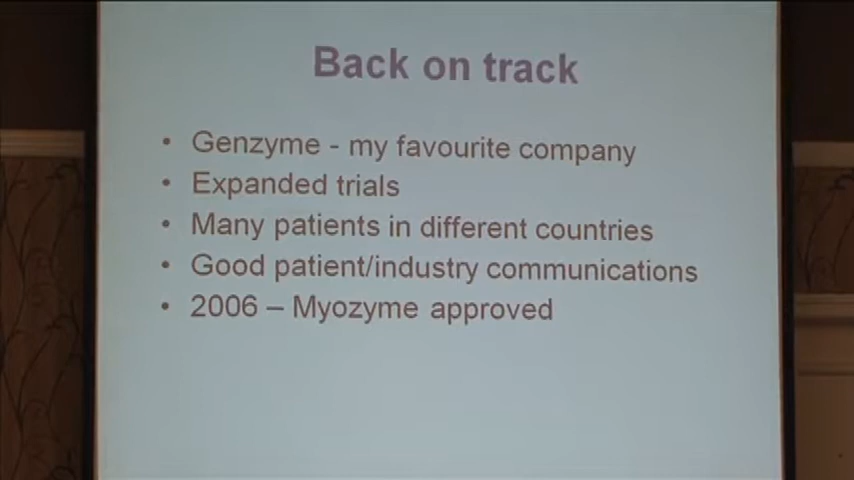 Back on track
• Genzyme - my favourite company
• Expanded trials
• Many patients in different countries
• Good patient/industry communications
• 2006 – Myozyme approved